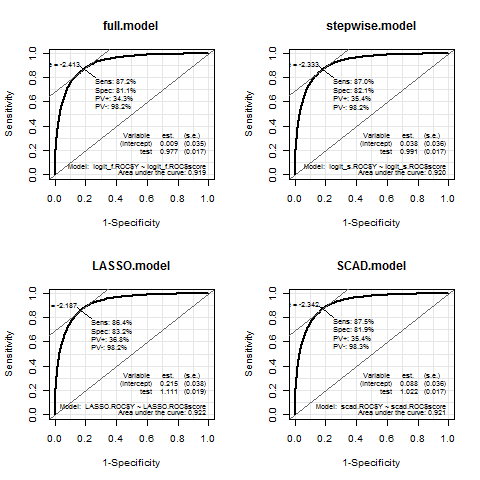 full.model
stepwise.model
= -2.413
Sens: 87.2%
Spec: 81.1%
PV+: 34.3%
PV-: 98.2%
Variable est. (s.e.)
(Intercept) 0.009 (0.035)
test 0.977 (0.017)
Model: logit_f.ROC$Y ~ logit_f.ROC$score
Area under the curve: 0.919
Sensitivity
0.0 0.2 0.4 0.6 0.8 1.0
0.0 0.2 0.4 0.6 0.8 1.0
1-Specificity
= -2.333
Sens: 87.0%
Spec: 82.1%
PV+: 35.4%
PV-: 98.2%
Variable est. (s.e.)
(Intercept) 0.038 (0.036)
test 0.991 (0.017)
Model: logit_s.ROC$Y ~ logit_s.ROC$score
Area under the curve: 0.920
Sensitivity
0.0 0.2 0.4 0.6 0.8 1.0
0.0 0.2 0.4 0.6 0.8 1.0
1-Specificity
LASSO.model
SCAD.model
= -2.187
Sens: 86.4%
Spec: 83.2%
PV+: 36.8%
PV-: 98.2%
Variable est. (s.e.)
(Intercept) 0.215 (0.038)
test 1.111 (0.019)
Model: LASSO.ROC$Y ~ LASSO.ROC$score
Area under the curve: 0.922
Sensitivity
0.0 0.2 0.4 0.6 0.8 1.0
0.0 0.2 0.4 0.6 0.8 1.0
1-Specificity
= -2.342
Sens: 87.5%
Spec: 81.9%
PV+: 35.4%
PV-: 98.3%
Variable est. (s.e.)
(Intercept) 0.088 (0.036)
test 1.022 (0.017)
Model: scad.ROC$Y ~ scad.ROC$score
Area under the curve: 0.921
Sensitivity
0.0 0.2 0.4 0.6 0.8 1.0
0.0 0.2 0.4 0.6 0.8 1.0
1-Specificity